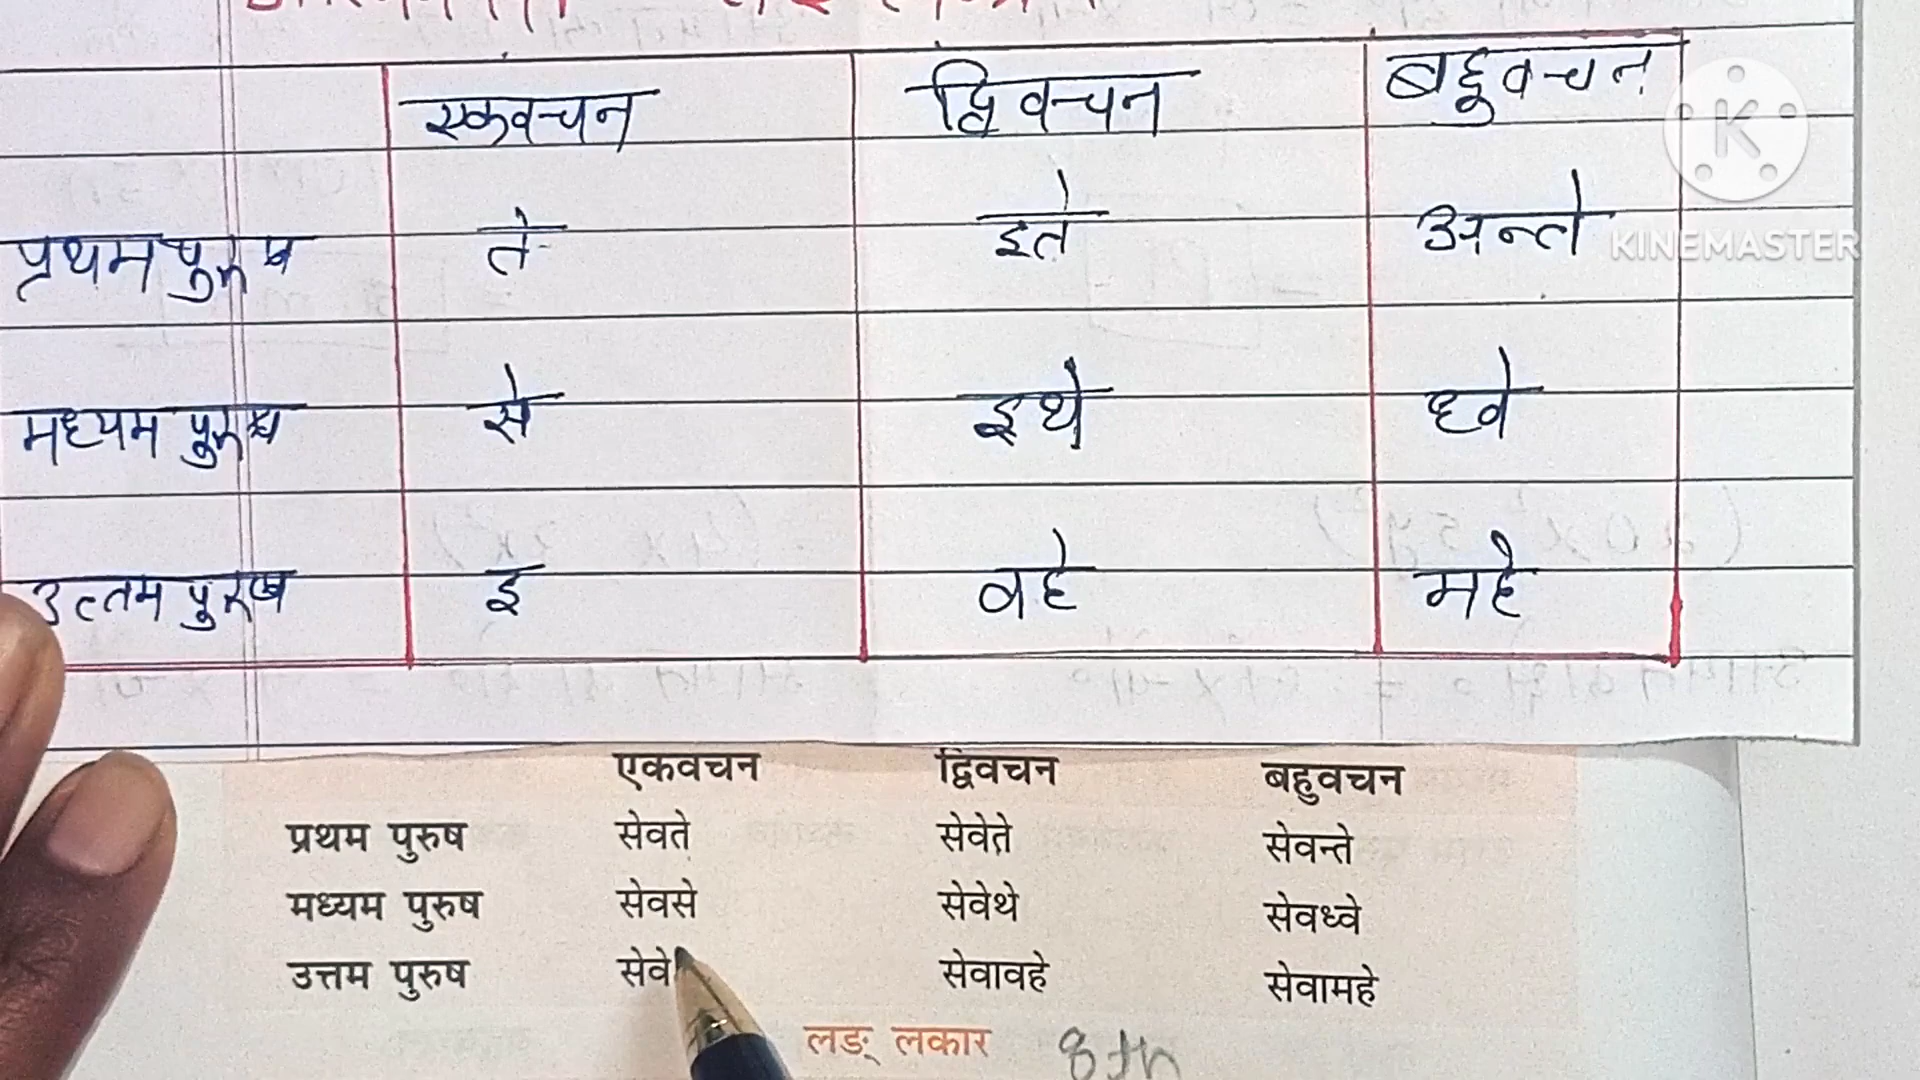 एकवचन द्विवचन बहुवचन
प्रथम पुरुष ते इते अन्ते
KINEMASTER
मध्यम पुरुष से इथे ध्वे
उत्तम पुरुष इ वहे महे
एकवचन द्विवचन बहुवचन
प्रथम पुरुष सेवते सेवेते सेवन्ते
मध्यम पुरुष सेवसे सेवेथे सेवध्वे
उत्तम पुरुष सेवे सेवावहे सेवामहे
लङ् लकार 8th